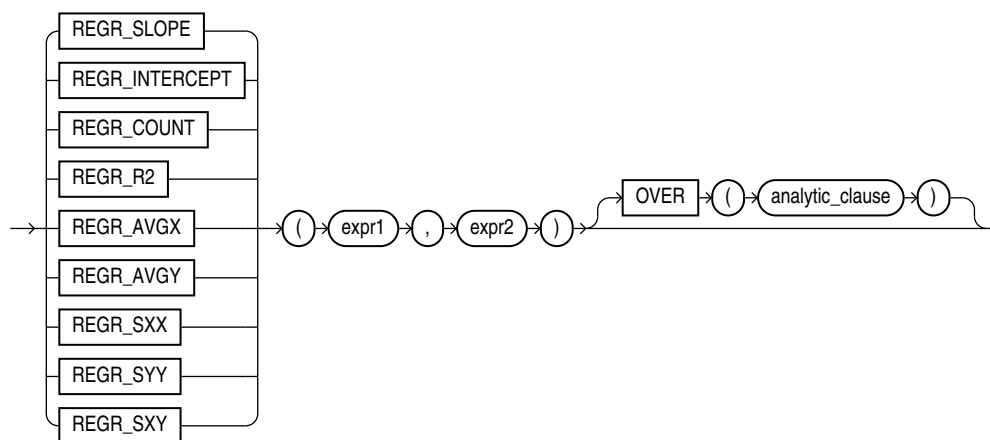 REGR_SLOPE
REGR_INTERCEPT
REGR_COUNT
REGR_R2
REGR_AVGX
REGR_AVGY
REGR_SXX
REGR_SYY
REGR_SXY
( expr1 , expr2 )
OVER ( analytic_clause )